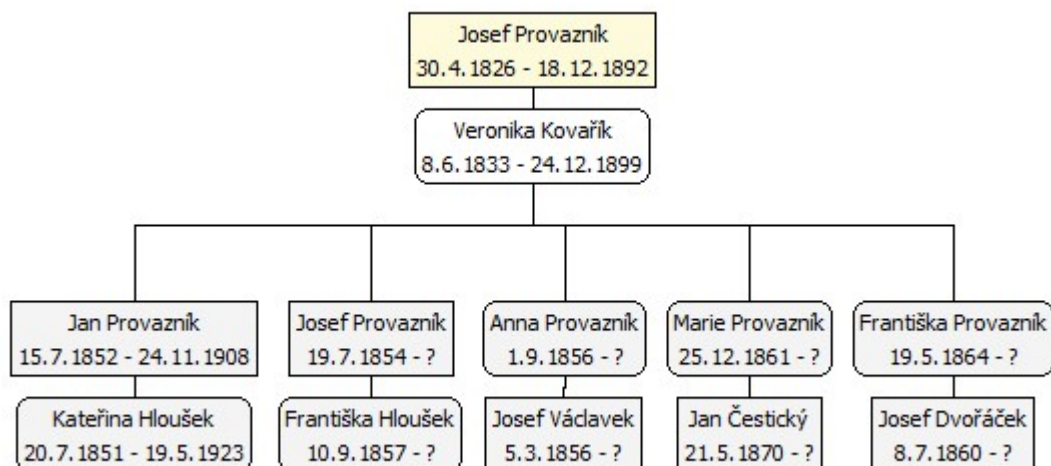 Josef Provazník
30.4.1826 - 18.12.1892
Veronika Kovařík
8.6.1833 - 24.12.1899
Jan Provazník
15.7.1852 - 24.11.1908
Josef Provazník
19.7.1854 - ?
Anna Provazník
1.9.1856 - ?
Marie Provazník
25.12.1861 - ?
Františka Provazník
19.5.1864 - ?
Kateřina Hloušek
20.7.1851 - 19.5.1923
Františka Hloušek
10.9.1857 - ?
Josef Václavek
5.3.1856 - ?
Jan Čestický
21.5.1870 - ?
Josef Dvořáček
8.7.1860 - ?